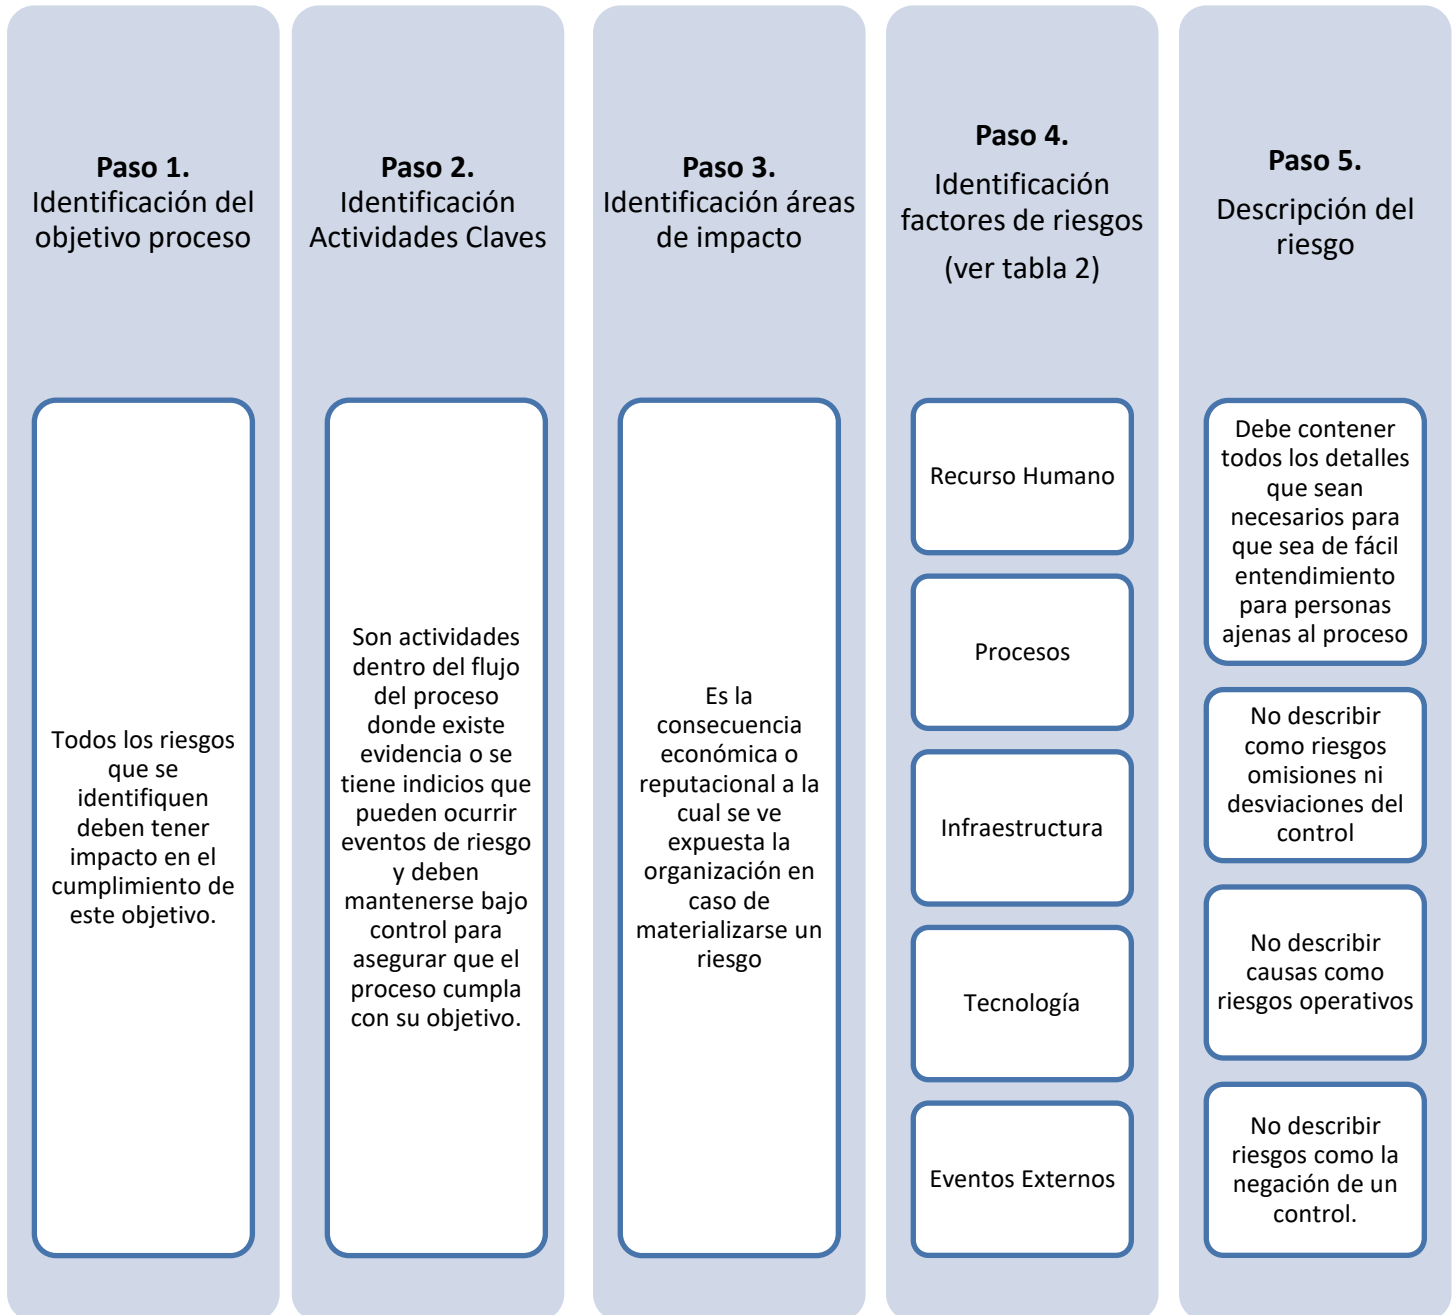 Paso 1.
Identificación del
objetivo proceso
Todos los riesgos
que se
identifiquen
deben tener
impacto en el
cumplimiento de
este objetivo.
Paso 2.
Identificación
Actividades Claves
Son actividades
dentro del flujo
del proceso
donde existe
evidencia o se
tiene indicios que
pueden ocurrir
eventos de riesgo
y deben
mantenerse bajo
control para
asegurar que el
proceso cumpla
con su objetivo.
Paso 3.
Identificación áreas
de impacto
Es la
consecuencia
económica o
reputacional a la
cual se ve
expuesta la
organización en
caso de
materializarse un
riesgo
Paso 4.
Identificación
factores de riesgos
(ver tabla 2)
Recurso Humano
Procesos
Infraestructura
Tecnología
Eventos Externos
Paso 5.
Descripción del
riesgo
Debe contener
todos los detalles
que sean
necesarios para
que sea de fácil
entendimiento
para personas
ajenas al proceso
No describir
como riesgos
omisiones ni
desviaciones del
control
No describir
causas como
riesgos operativos
No describir
riesgos como la
negación de un
control.